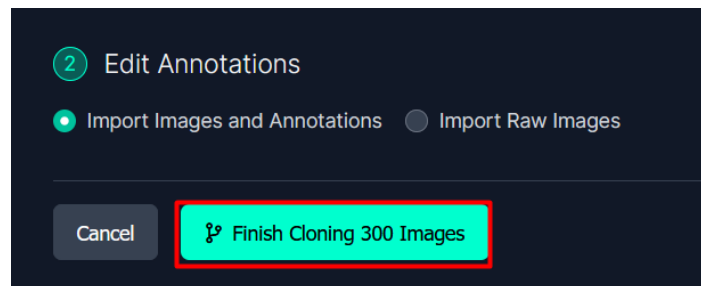 2 Edit Annotations
Import Images and Annotations Import Raw Images
Cancel Finish Cloning 300 Images